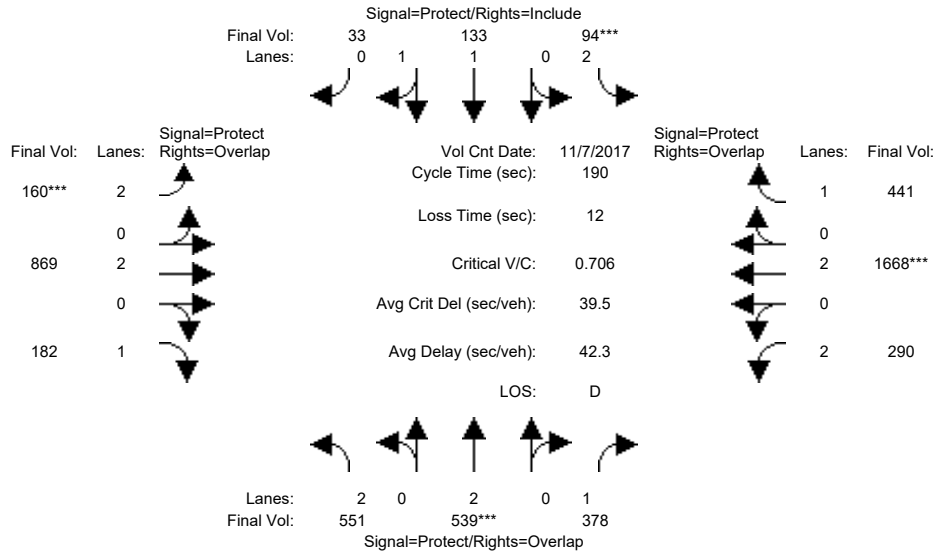 Signal=Protect/Rights=Include
Final Vol: 33 133 94***
Lanes: 0 1 1 0 2
Signal=Protect
Final Vol: Lanes: Rights=Overlap
Vol Cnt Date: 11/7/2017
Signal=Protect
Rights=Overlap Lanes: Final Vol:
Cycle Time (sec): 190
160*** 2
1 441
Loss Time (sec): 12
0
0
869 2
Critical V/C: 0.706
2 1668***
0
Avg Crit Del (sec/veh): 39.5
0
182 1
Avg Delay (sec/veh): 42.3
2 290
LOS: D
Lanes: 2 0 2 0 1
Final Vol: 551 539*** 378
Signal=Protect/Rights=Overlap